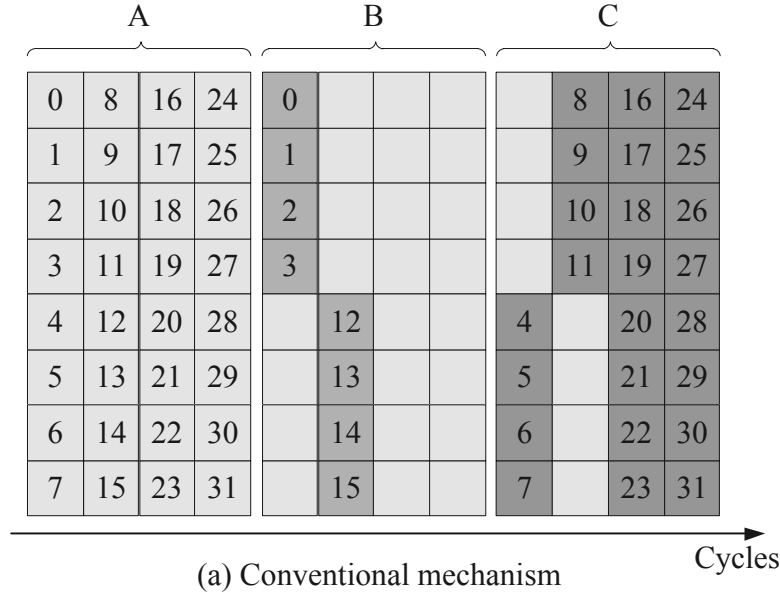 A B C
0 8 16 24 0 8 16 24
1 9 17 25 1 9 17 25
2 10 18 26 2 10 18 26
3 11 19 27 3 11 19 27
4 12 20 28 12 4 20 28
5 13 21 29 13 5 21 29
6 14 22 30 14 6 22 30
7 15 23 31 15 7 23 31
Cycles
(a) Conventional mechanism